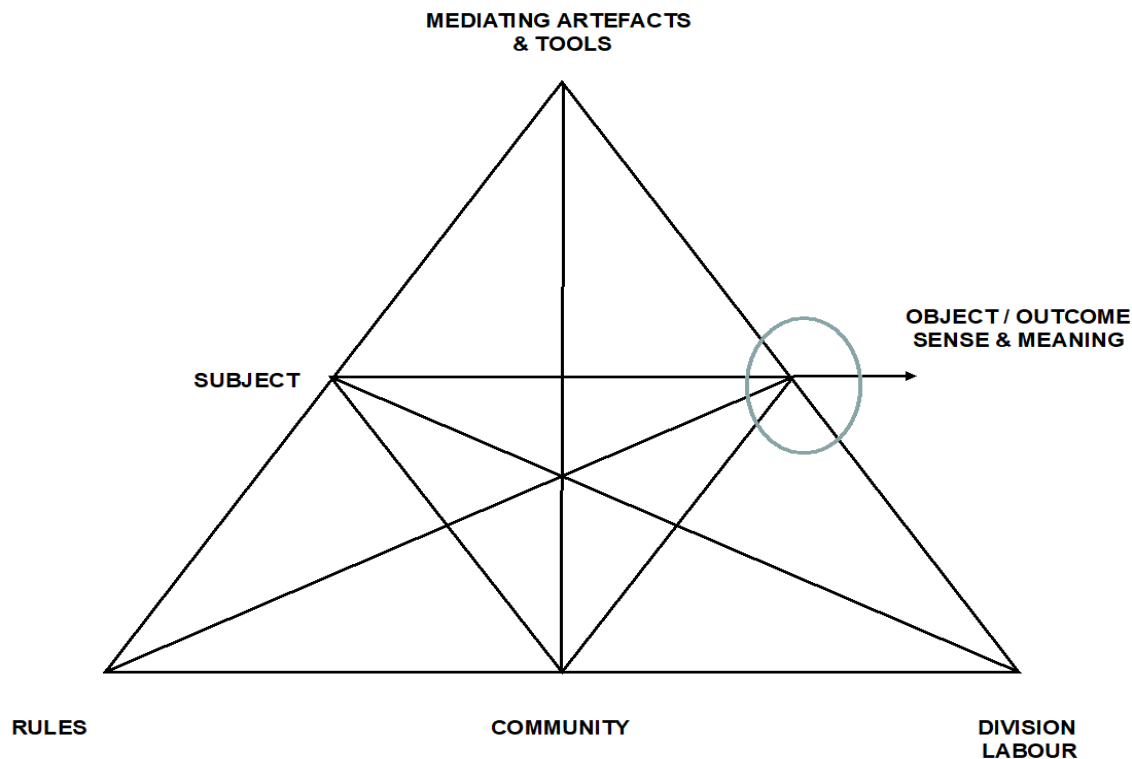 MEDIATING ARTEFACTS
& TOOLS
OBJECT / OUTCOME
SENSE & MEANING
SUBJECT
RULES
COMMUNITY
DIVISION
LABOUR